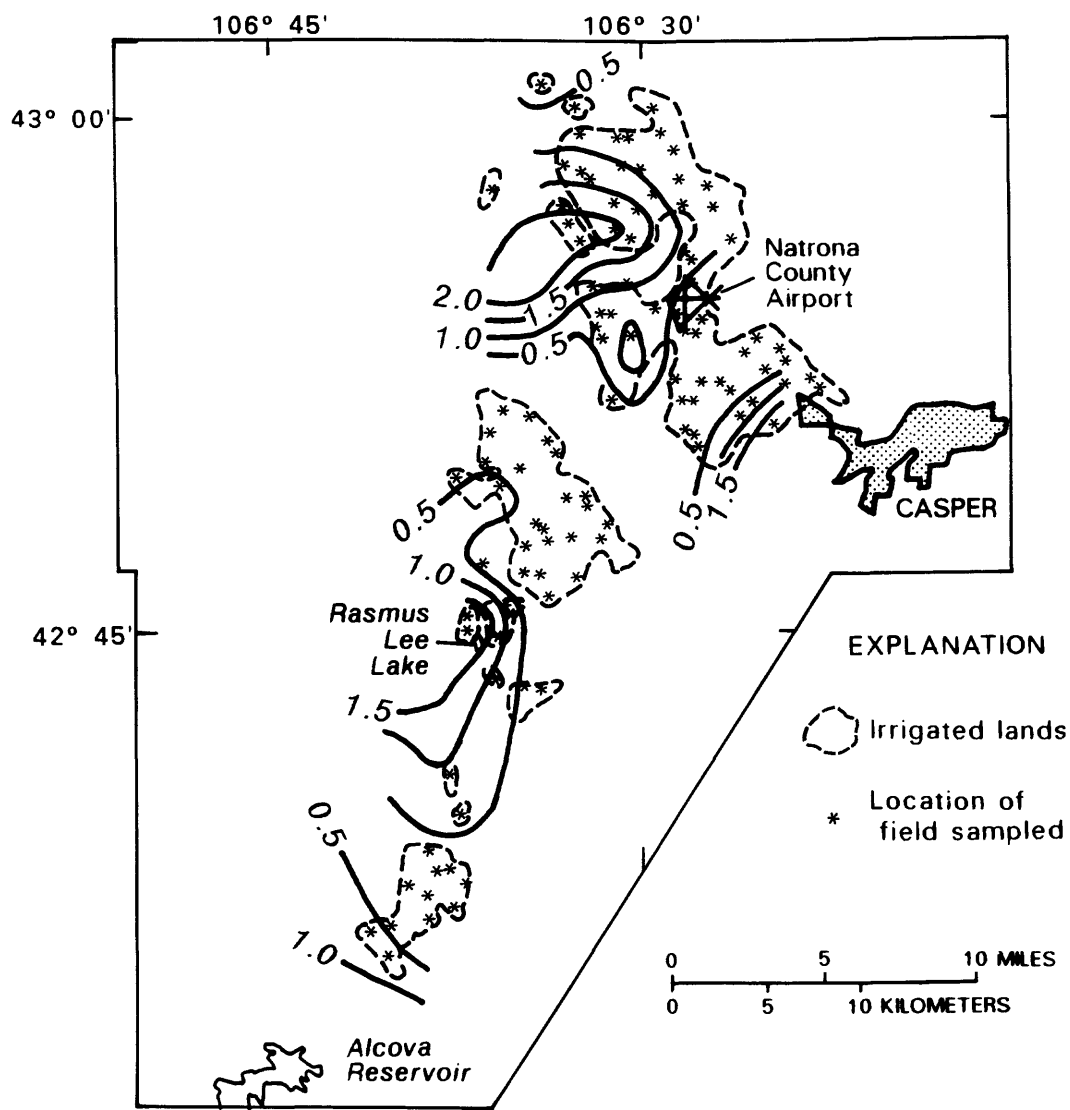 106° 45'
106° 30'
43° 00'
0.5
Natrona
County
Airport
2.0
1.5
1.0
0.5
0.5
1.5
CASPER
0.5
1.0
Rasmus
Lee
Lake
42° 45'
1.5
EXPLANATION
Irrigated lands
* Location of
field sampled
0.5
1.0
0 5 10 MILES
0 5 10 KILOMETERS
Alcova
Reservoir